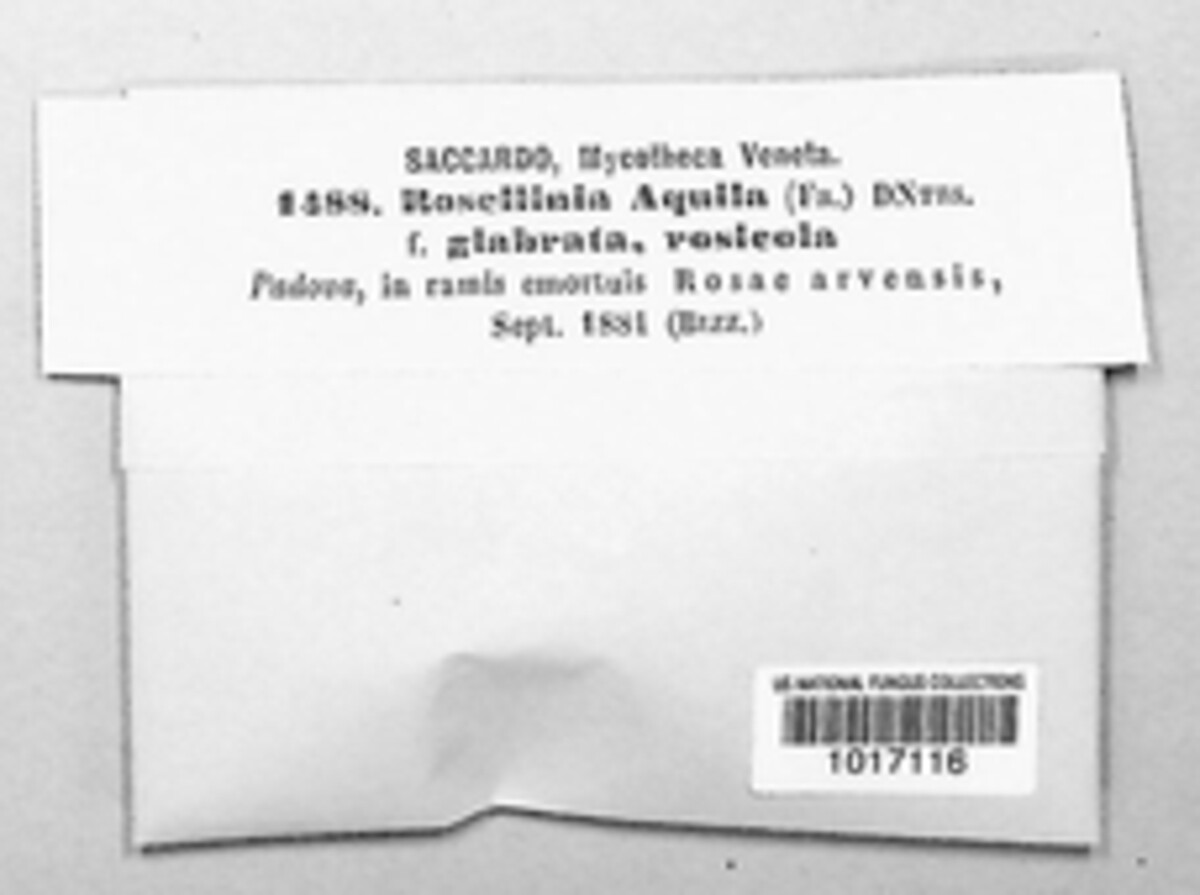 SACCARDO, Mycotheca Veneta.
1488. Rosellinia Aquila (Fr.) DNtrs.
f. glabrata, rosicola
Padova, in ramis emortuis Rosae arvensis,
Sept. 1881 (Bizz.)
US NATIONAL FUNGUS COLLECTIONS
1017116